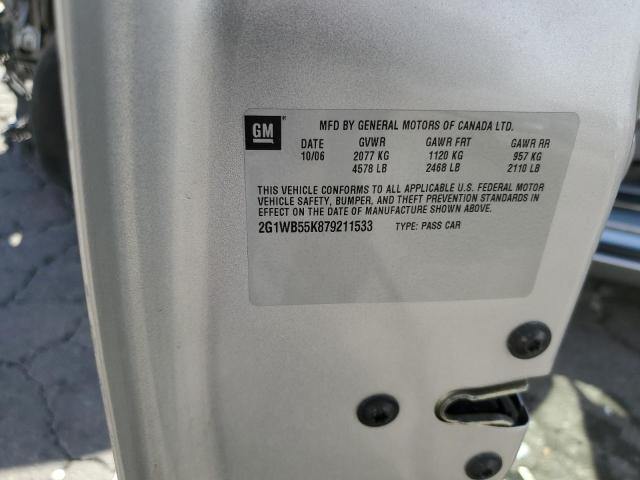 GM
MFD BY GENERAL MOTORS OF CANADA LTD.
DATE GVWR GAWR FRT GAWR RR
10/06 2077 KG 1120 KG 957 KG
4578 LB 2468 LB 2110 LB
THIS VEHICLE CONFORMS TO ALL APPLICABLE U.S. FEDERAL MOTOR
VEHICLE SAFETY, BUMPER, AND THEFT PREVENTION STANDARDS IN
EFFECT ON THE DATE OF MANUFACTURE SHOWN ABOVE.
2G1WB55K879211533 TYPE: PASS CAR